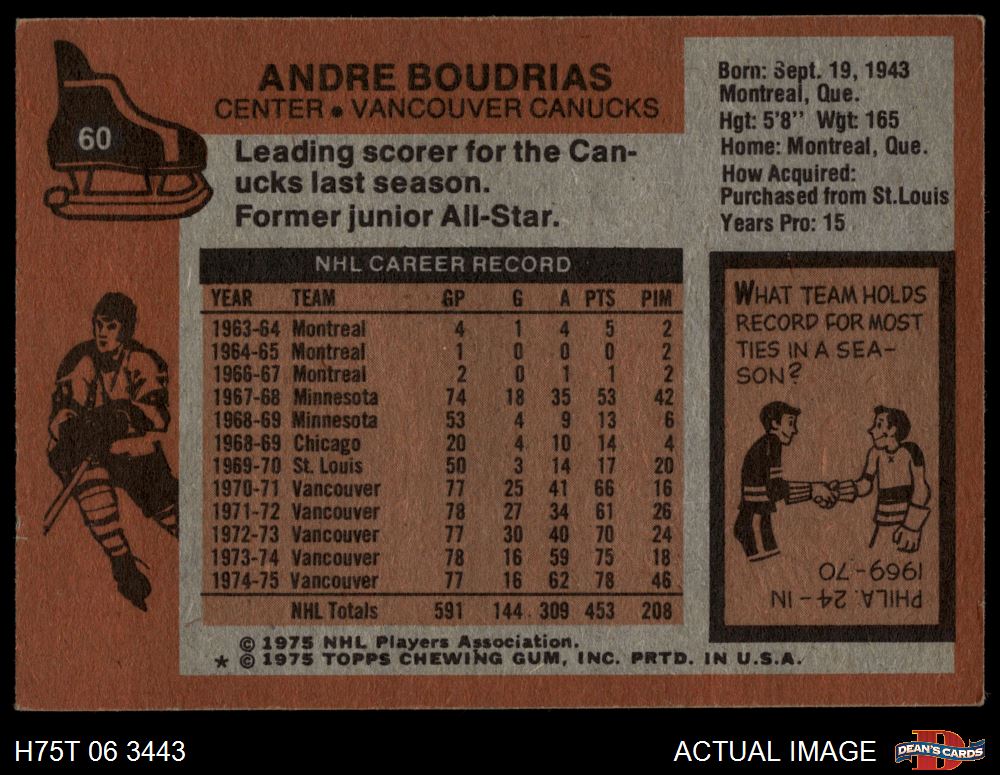 60
ANDRE BOUDRIAS
CENTER • VANCOUVER CANUCKS
Leading scorer for the Can-
ucks last season.
Former junior All-Star.
Born: Sept. 19, 1943
Montreal, Que.
Hgt: 5'8'' Wgt: 165
Home: Montreal, Que.
How Acquired:
Purchased from St.Louis
Years Pro: 15
NHL CAREER RECORD
YEAR TEAM GP G A PTS PIM
1963-64 Montreal 4 1 4 5 2
1964-65 Montreal 1 0 0 0 2
1966-67 Montreal 2 0 1 1 2
1967-68 Minnesota 74 18 35 53 42
1968-69 Minnesota 53 4 9 13 6
1968-69 Chicago 20 4 10 14 4
1969-70 St. Louis 50 3 14 17 20
1970-71 Vancouver 77 25 41 66 16
1971-72 Vancouver 78 27 34 61 26
1972-73 Vancouver 77 30 40 70 24
1973-74 Vancouver 78 16 59 75 18
1974-75 Vancouver 77 16 62 78 46
NHL Totals 591 144 309 453 208
WHAT TEAM HOLDS
RECORD FOR MOST
TIES IN A SEA-
SON?
PHILA. 24-IN
1969-70
© 1975 NHL Players Association.
* © 1975 TOPPS CHEWING GUM, INC. PRTD. IN U.S.A.
H75T 06 3443
ACTUAL IMAGE
D
DEAN'S CARDS